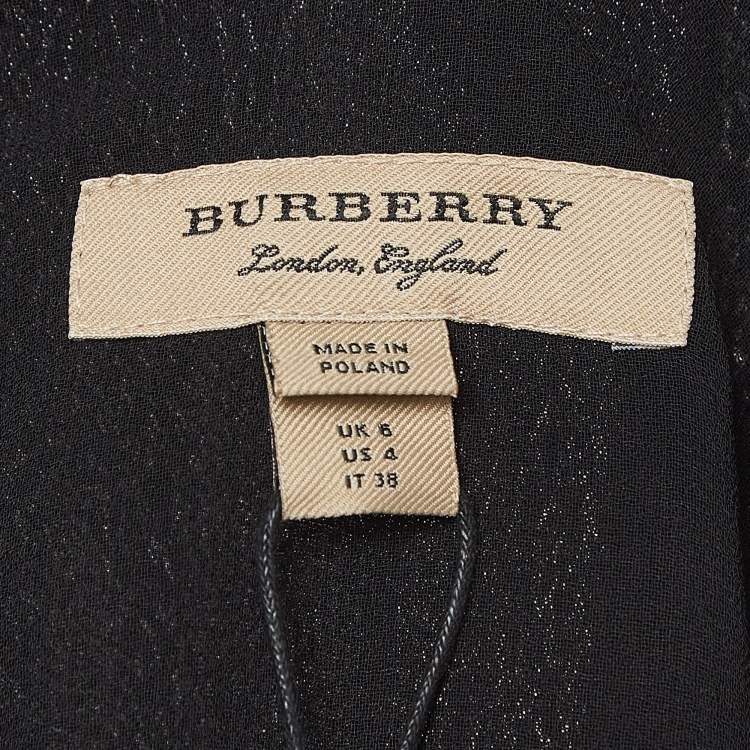 BURBERRY
London, England
MADE IN
POLAND
UK 6
US 4
IT 38